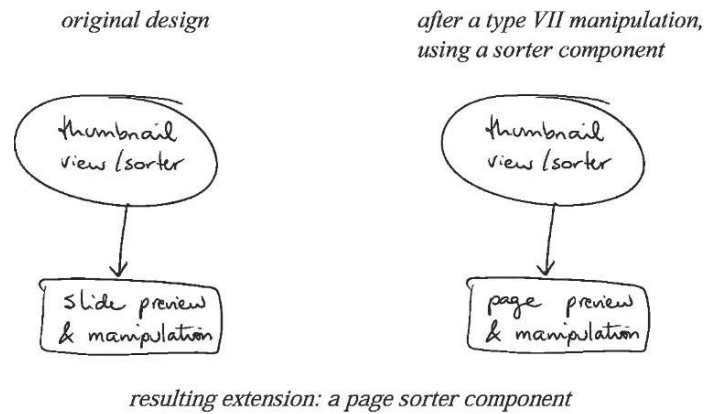 original design
after a type VII manipulation,
using a sorter component
thumbnail
view/sorter
thumbnail
view/sorter
slide preview
& manipulation
page preview
& manipulation
resulting extension: a page sorter component